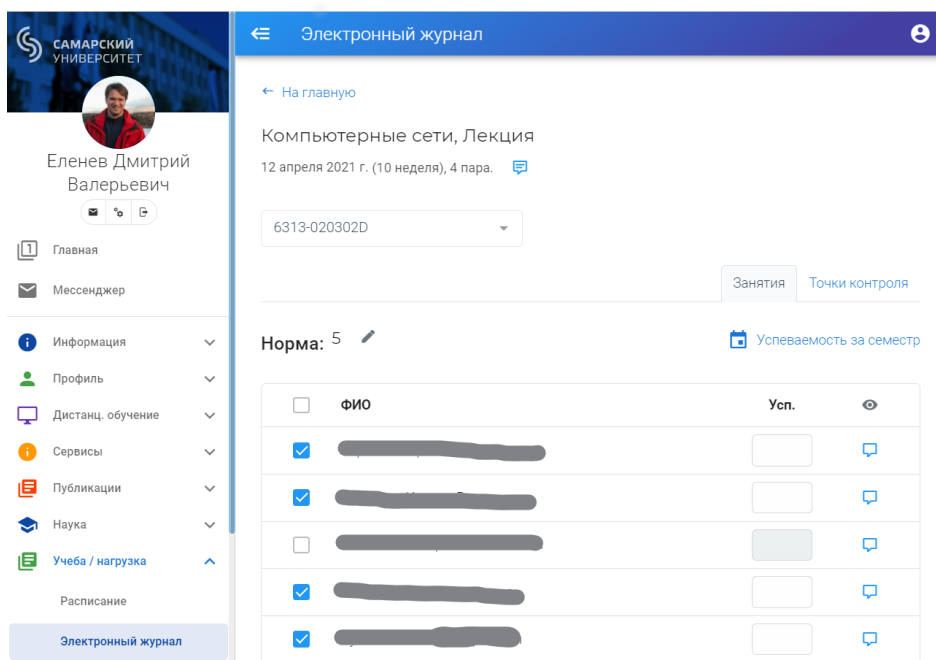 САМАРСКИЙ
УНИВЕРСИТЕТ
Еленев Дмитрий
Валерьевич
1 Главная
Мессенджер
Информация
Профиль
Дистанц. обучение
Сервисы
Публикации
Наука
Учеба / нагрузка
Расписание
Электронный журнал
Электронный журнал
← На главную
Компьютерные сети, Лекция
12 апреля 2021 г. (10 неделя), 4 пара.
6313-020302D
Занятия Точки контроля
Норма: 5
Успеваемость за семестр
ФИО Усп.